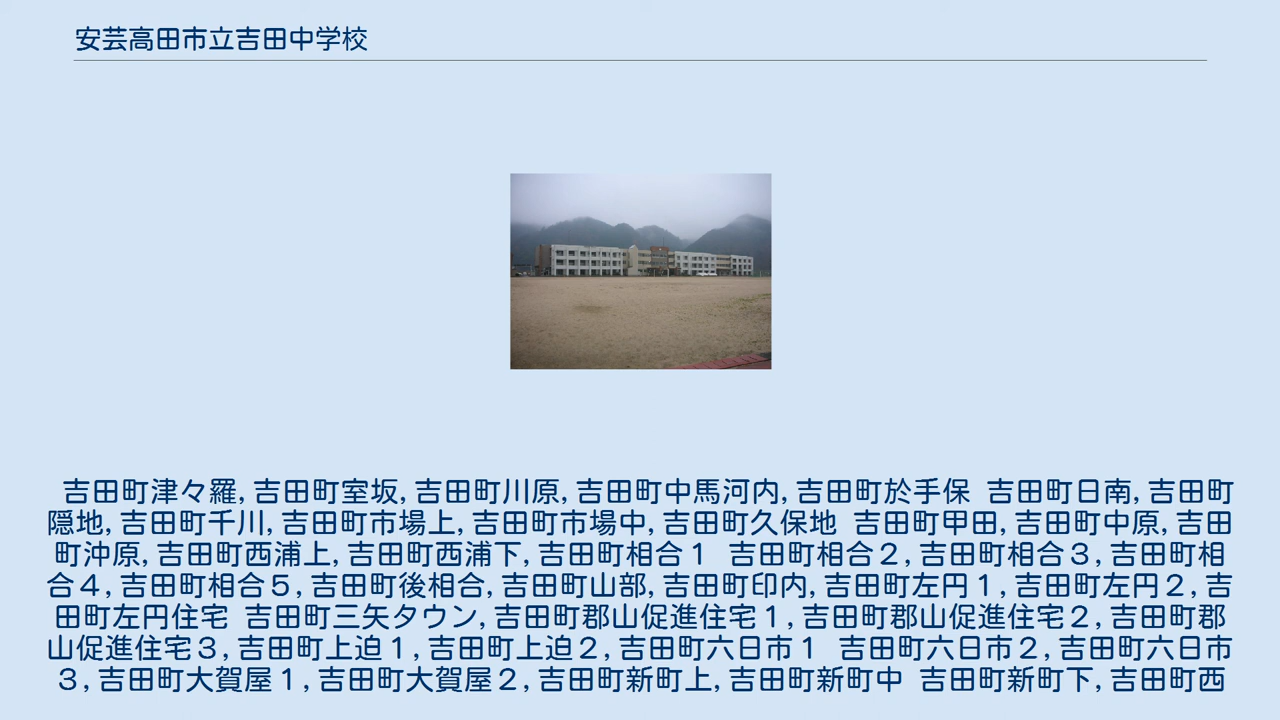 安芸高田市立吉田中学校
吉田町津々羅,吉田町室坂,吉田町川原,吉田町中馬河内,吉田町於手保 吉田町日南,吉田町
隠地,吉田町千川,吉田町市場上,吉田町市場中,吉田町久保地 吉田町甲田,吉田町中原,吉田
町沖原,吉田町西浦上,吉田町西浦下,吉田町相合１ 吉田町相合２,吉田町相合３,吉田町相
合４,吉田町相合５,吉田町後相合,吉田町山部,吉田町印内,吉田町左円１,吉田町左円２,吉
田町左円住宅 吉田町三矢タウン,吉田町郡山促進住宅１,吉田町郡山促進住宅２,吉田町郡
山促進住宅３,吉田町上迫１,吉田町上迫２,吉田町六日市１ 吉田町六日市２,吉田町六日市
３,吉田町大賀屋１,吉田町大賀屋２,吉田町新町上,吉田町新町中 吉田町新町下,吉田町西